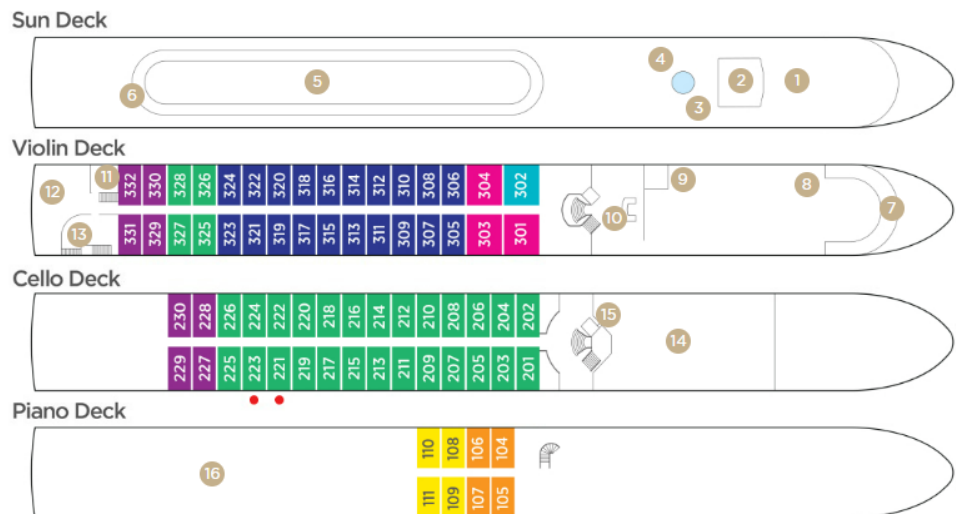 Sun Deck
4
6 5 3 2 1
Violin Deck
12 11 332 330 328 326 324 322 320 318 316 314 312 310 308 306 304 302 9 8
13 331 329 327 325 323 321 319 317 315 313 311 309 307 305 303 301 10 7
Cello Deck
230 228 226 224 222 220 218 216 214 212 210 208 206 204 202 15
229 227 225 223 221 219 217 215 213 211 209 207 205 203 201 14
Piano Deck
16 110 108 106 104
111 109 107 105